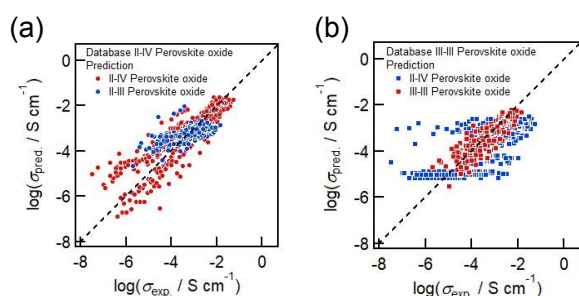 (a)
Database II-IV Perovskite oxide
Prediction
II-IV Perovskite oxide
II-III Perovskite oxide
0
-2
-4
-6
-8
log(σpred. / S cm⁻¹)
-8 -6 -4 -2 0
log(σexp. / S cm⁻¹)
(b)
Database III-III Perovskite oxide
Prediction
II-IV Perovskite oxide
III-III Perovskite oxide
0
-2
-4
-6
-8
log(σpred. / S cm⁻¹)
-8 -6 -4 -2 0
log(σexp. / S cm⁻¹)